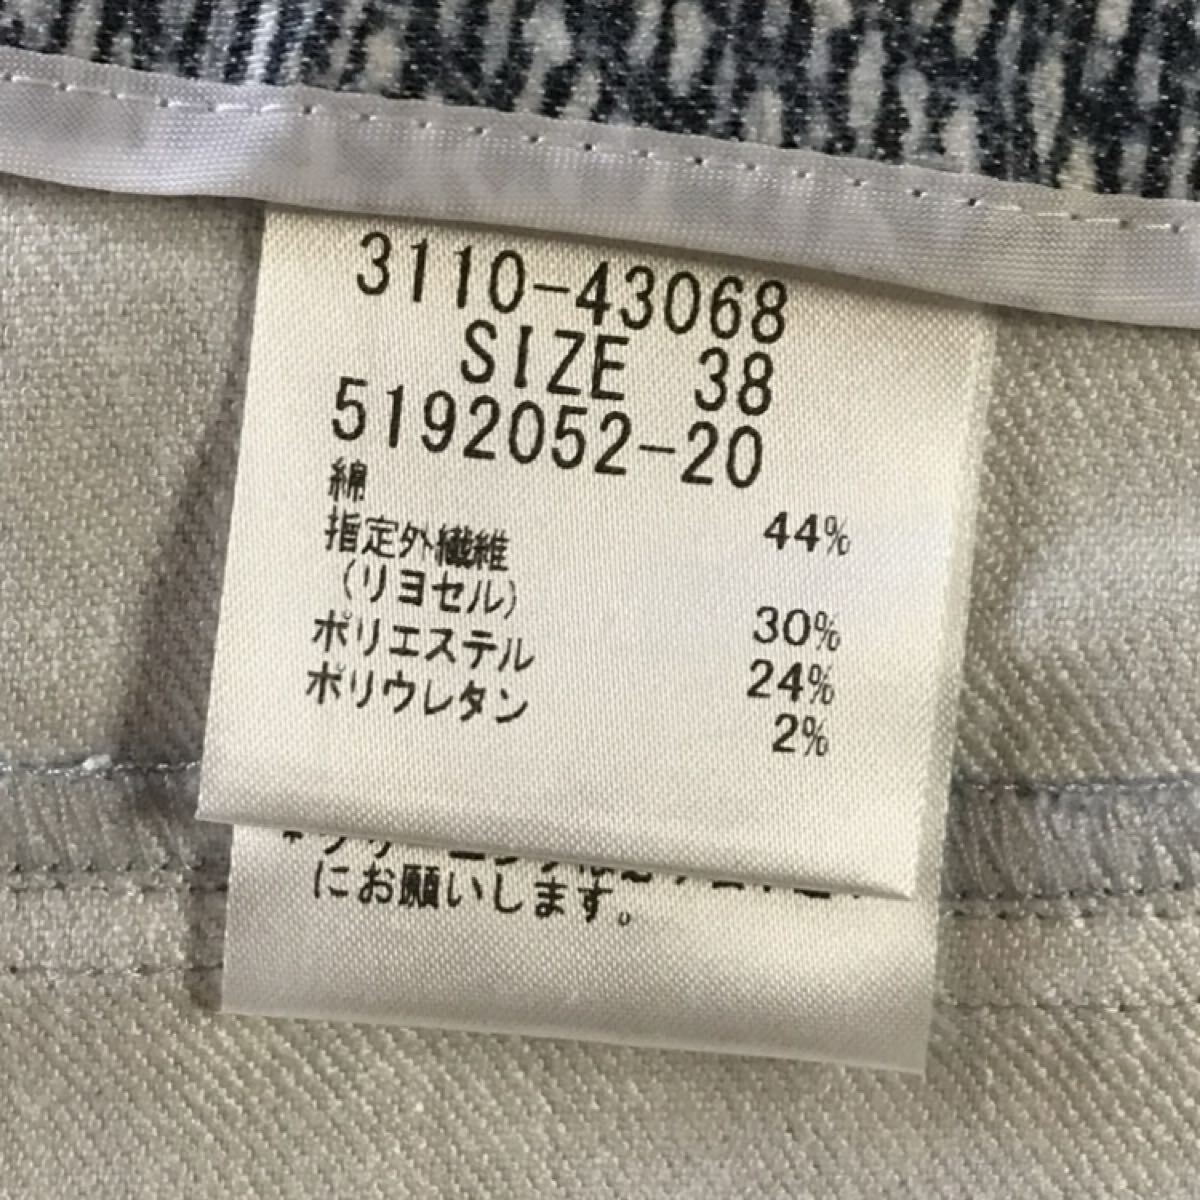 3110-43068
SIZE 38
5192052-20
綿 44%
指定外繊維
(リヨセル) 30%
ポリエステル 24%
ポリウレタン 2%
にお願いします。